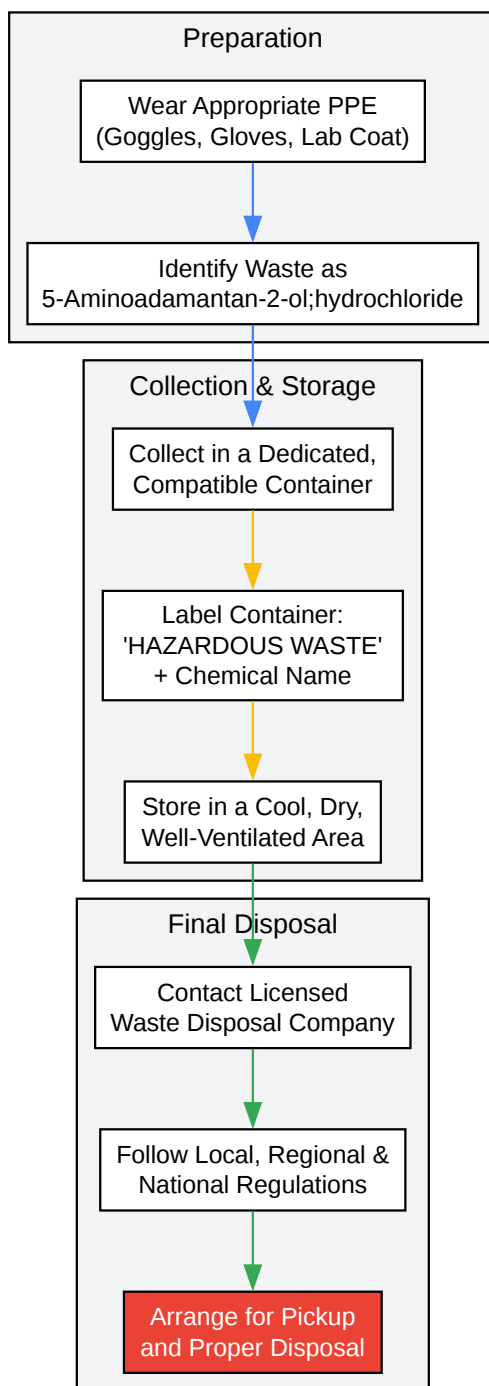 Preparation
Wear Appropriate PPE
(Goggles, Gloves, Lab Coat)
Identify Waste as
5-Aminoadamantan-2-ol;hydrochloride
Collection & Storage
Collect in a Dedicated,
Compatible Container
Label Container:
'HAZARDOUS WASTE'
+ Chemical Name
Store in a Cool, Dry,
Well-Ventilated Area
Final Disposal
Contact Licensed
Waste Disposal Company
Follow Local, Regional &
National Regulations
Arrange for Pickup
and Proper Disposal